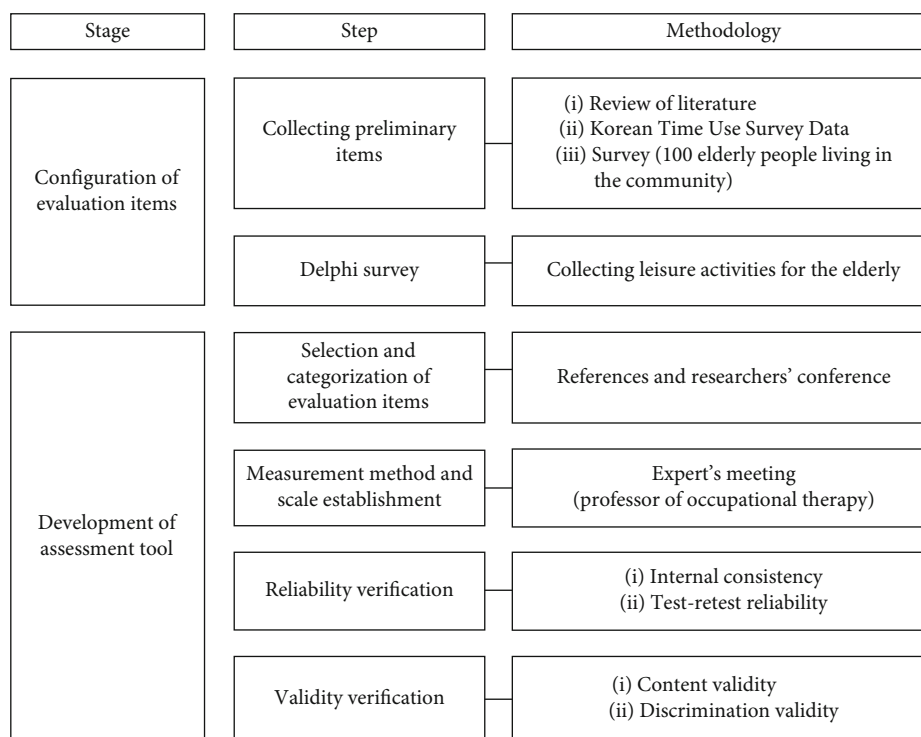 Stage
Step
Methodology
Configuration of
evaluation items
Collecting preliminary
items
(i) Review of literature
(ii) Korean Time Use Survey Data
(iii) Survey (100 elderly people living in
the community)
Delphi survey
Collecting leisure activities for the elderly
Development of
assessment tool
Selection and
categorization of
evaluation items
References and researchers’ conference
Measurement method and
scale establishment
Expert’s meeting
(professor of occupational therapy)
Reliability verification
(i) Internal consistency
(ii) Test-retest reliability
Validity verification
(i) Content validity
(ii) Discrimination validity